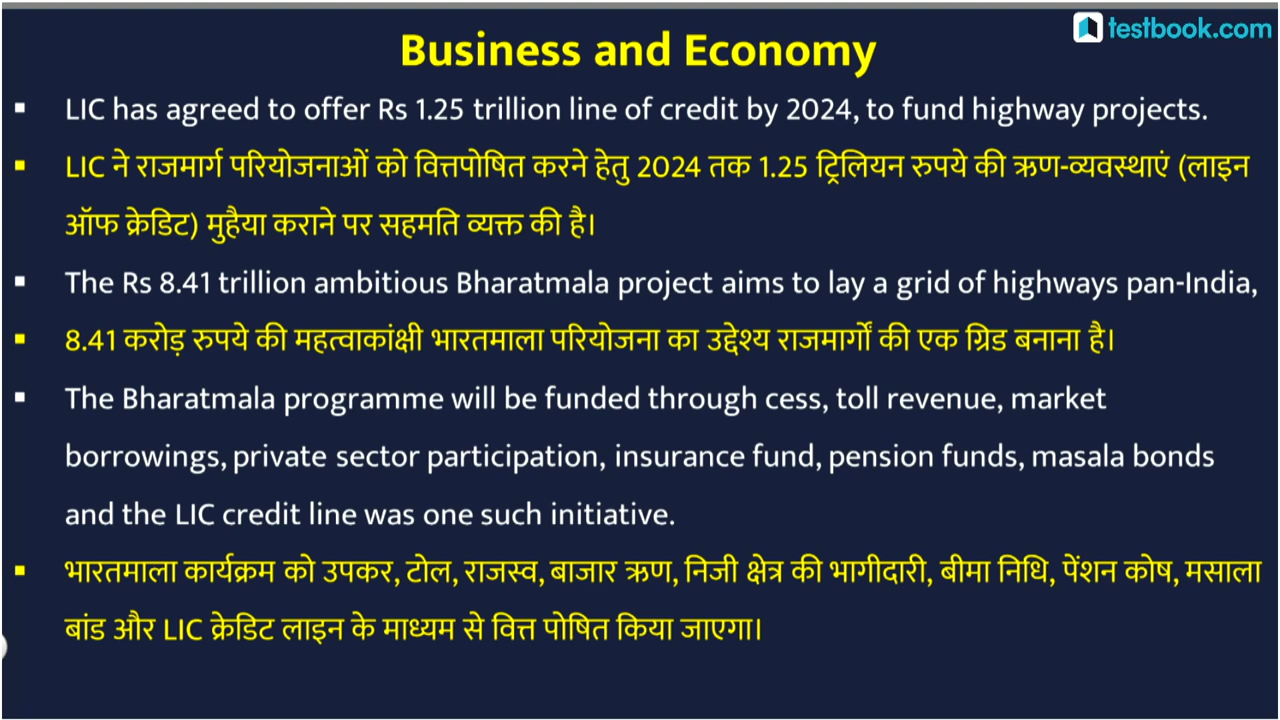 testbook.com
Business and Economy
▪ LIC has agreed to offer Rs 1.25 trillion line of credit by 2024, to fund highway projects.
▪ LIC ने राजमार्ग परियोजनाओं को वित्तपोषित करने हेतु 2024 तक 1.25 ट्रिलियन रुपये की ऋण-व्यवस्थाएं (लाइन
ऑफ क्रेडिट) मुहैया कराने पर सहमति व्यक्त की है।
▪ The Rs 8.41 trillion ambitious Bharatmala project aims to lay a grid of highways pan-India,
▪ 8.41 करोड़ रुपये की महत्वाकांक्षी भारतमाला परियोजना का उद्देश्य राजमार्गों की एक ग्रिड बनाना है।
▪ The Bharatmala programme will be funded through cess, toll revenue, market
borrowings, private sector participation, insurance fund, pension funds, masala bonds
and the LIC credit line was one such initiative.
▪ भारतमाला कार्यक्रम को उपकर, टोल, राजस्व, बाजार ऋण, निजी क्षेत्र की भागीदारी, बीमा निधि, पेंशन कोष, मसाला
बांड और LIC क्रेडिट लाइन के माध्यम से वित्त पोषित किया जाएगा।